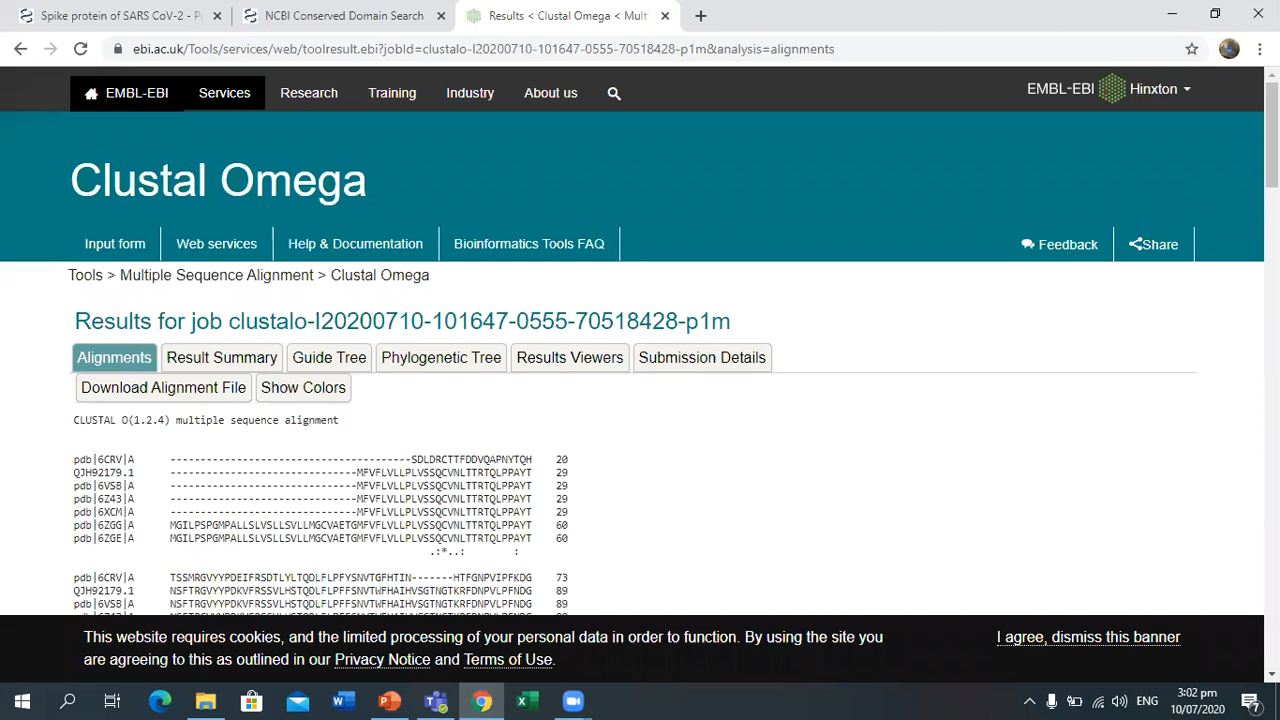 Spike protein of SARS CoV-2 - P
NCBI Conserved Domain Search
Results < Clustal Omega < Mult
ebi.ac.uk/Tools/services/web/toolresult.ebi?jobId=clustalo-I20200710-101647-0555-70518428-p1m&analysis=alignments
EMBL-EBI Services Research Training Industry About us EMBL-EBI Hinxton
Clustal Omega
Input form Web services Help & Documentation Bioinformatics Tools FAQ Feedback Share
Tools > Multiple Sequence Alignment > Clustal Omega
Results for job clustalo-I20200710-101647-0555-70518428-p1m
Alignments Result Summary Guide Tree Phylogenetic Tree Results Viewers Submission Details
Download Alignment File Show Colors
CLUSTAL O(1.2.4) multiple sequence alignment
pdb|6CRV|A ----------------------------------------SDLDRCTTFDDVQAPNYTQH 20
QJH92179.1 -------------------------------MFVFLVLLPLVSSQCVNLTTRTQLPPAYT 29
pdb|6VSB|A -------------------------------MFVFLVLLPLVSSQCVNLTTRTQLPPAYT 29
pdb|6Z43|A -------------------------------MFVFLVLLPLVSSQCVNLTTRTQLPPAYT 29
pdb|6XCM|A -------------------------------MFVFLVLLPLVSSQCVNLTTRTQLPPAYT 29
pdb|6ZGG|A MGILPSPGMPALLSLVSLLSVLLMGCVAETGMFVFLVLLPLVSSQCVNLTTRTQLPPAYT 60
pdb|6ZGE|A MGILPSPGMPALLSLVSLLSVLLMGCVAETGMFVFLVLLPLVSSQCVNLTTRTQLPPAYT 60
.:*..: :
pdb|6CRV|A TSSMRGVYYPDEIFRSDTLYLTQDLFLPFYSNVTGFHTIN-------HTFGNPVIPFKDG 73
QJH92179.1 NSFTRGVYYPDKVFRSSVLHSTQDLFLPFFSNVTWFHAIHVSGTNGTKRFDNPVLPFNDG 89
pdb|6VSB|A NSFTRGVYYPDKVFRSSVLHSTQDLFLPFFSNVTWFHAIHVSGTNGTKRFDNPVLPFNDG 89
This website requires cookies, and the limited processing of your personal data in order to function. By using the site you
are agreeing to this as outlined in our Privacy Notice and Terms of Use.
I agree, dismiss this banner
ENG
3:02 pm
10/07/2020
7